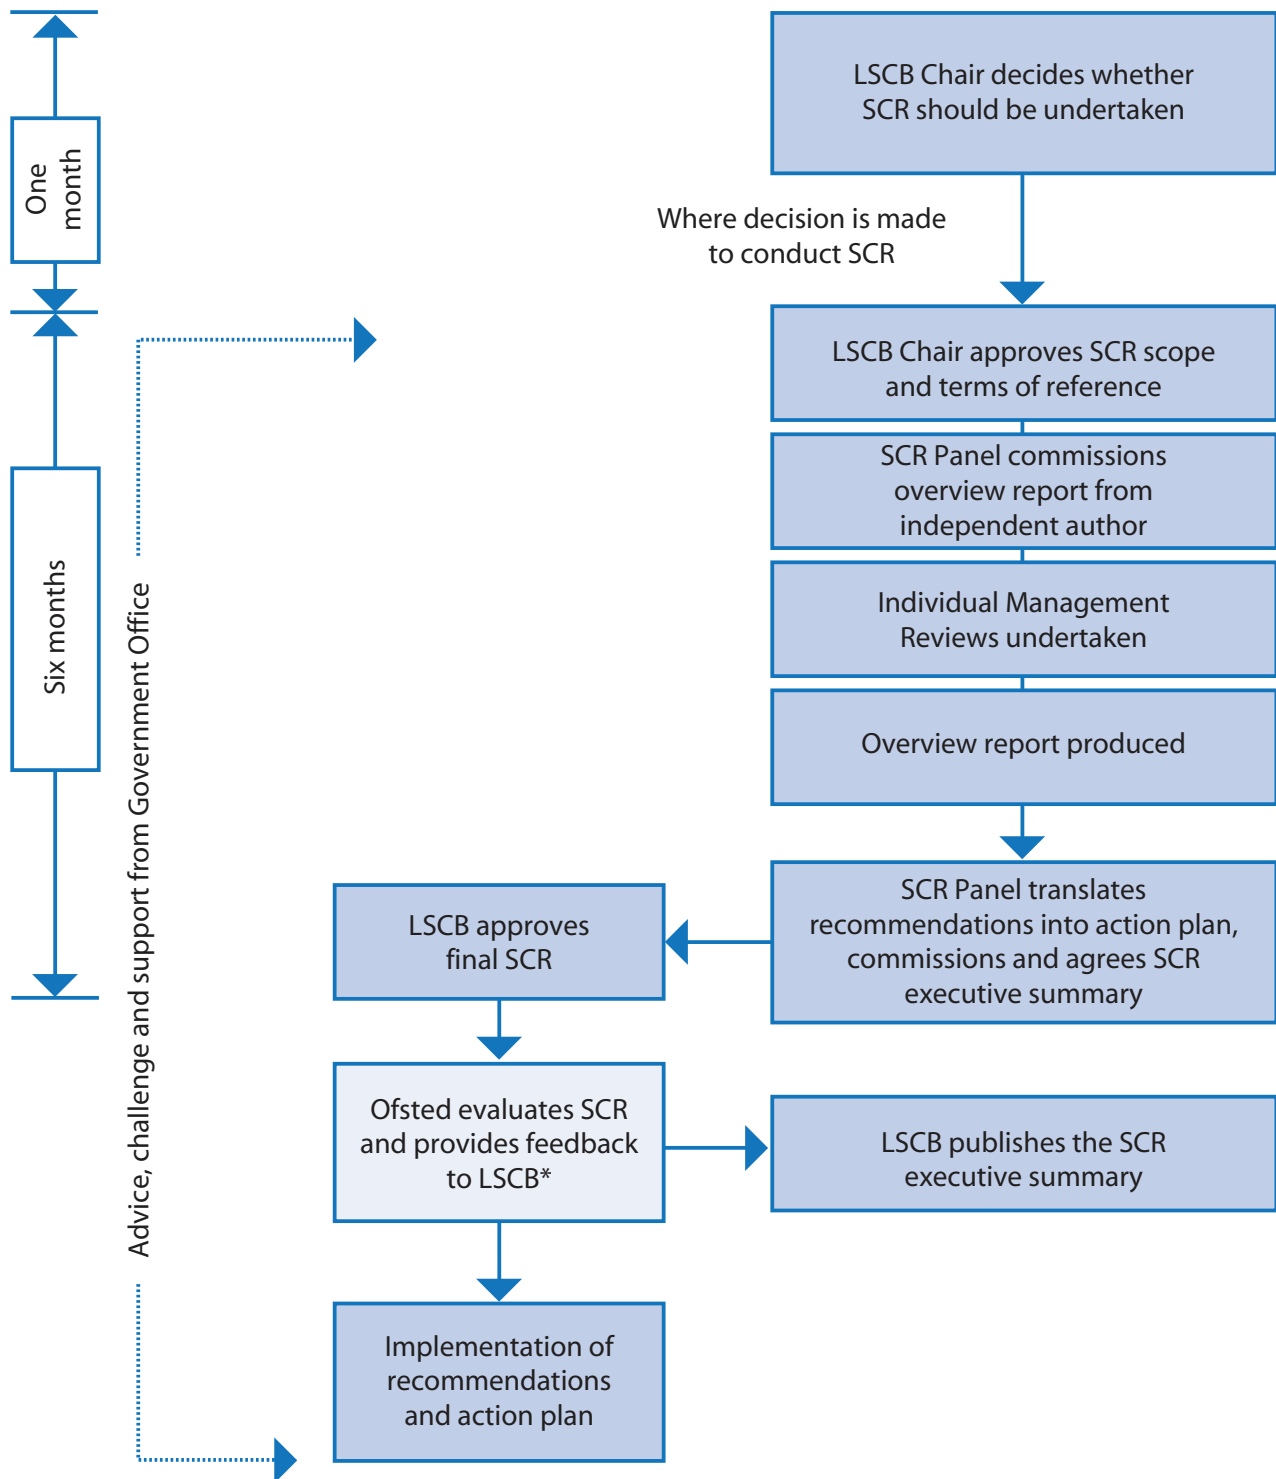 LSCB Chair decides whether
SCR should be undertaken
One
month
Where decision is made
to conduct SCR
LSCB Chair approves SCR scope
and terms of reference
SCR Panel commissions
overview report from
independent author
Six months
Advice, challenge and support from Government Office
Individual Management
Reviews undertaken
Overview report produced
SCR Panel translates
recommendations into action plan,
commissions and agrees SCR
executive summary
LSCB approves
final SCR
Ofsted evaluates SCR
and provides feedback
to LSCB*
LSCB publishes the SCR
executive summary
Implementation of
recommendations
and action plan